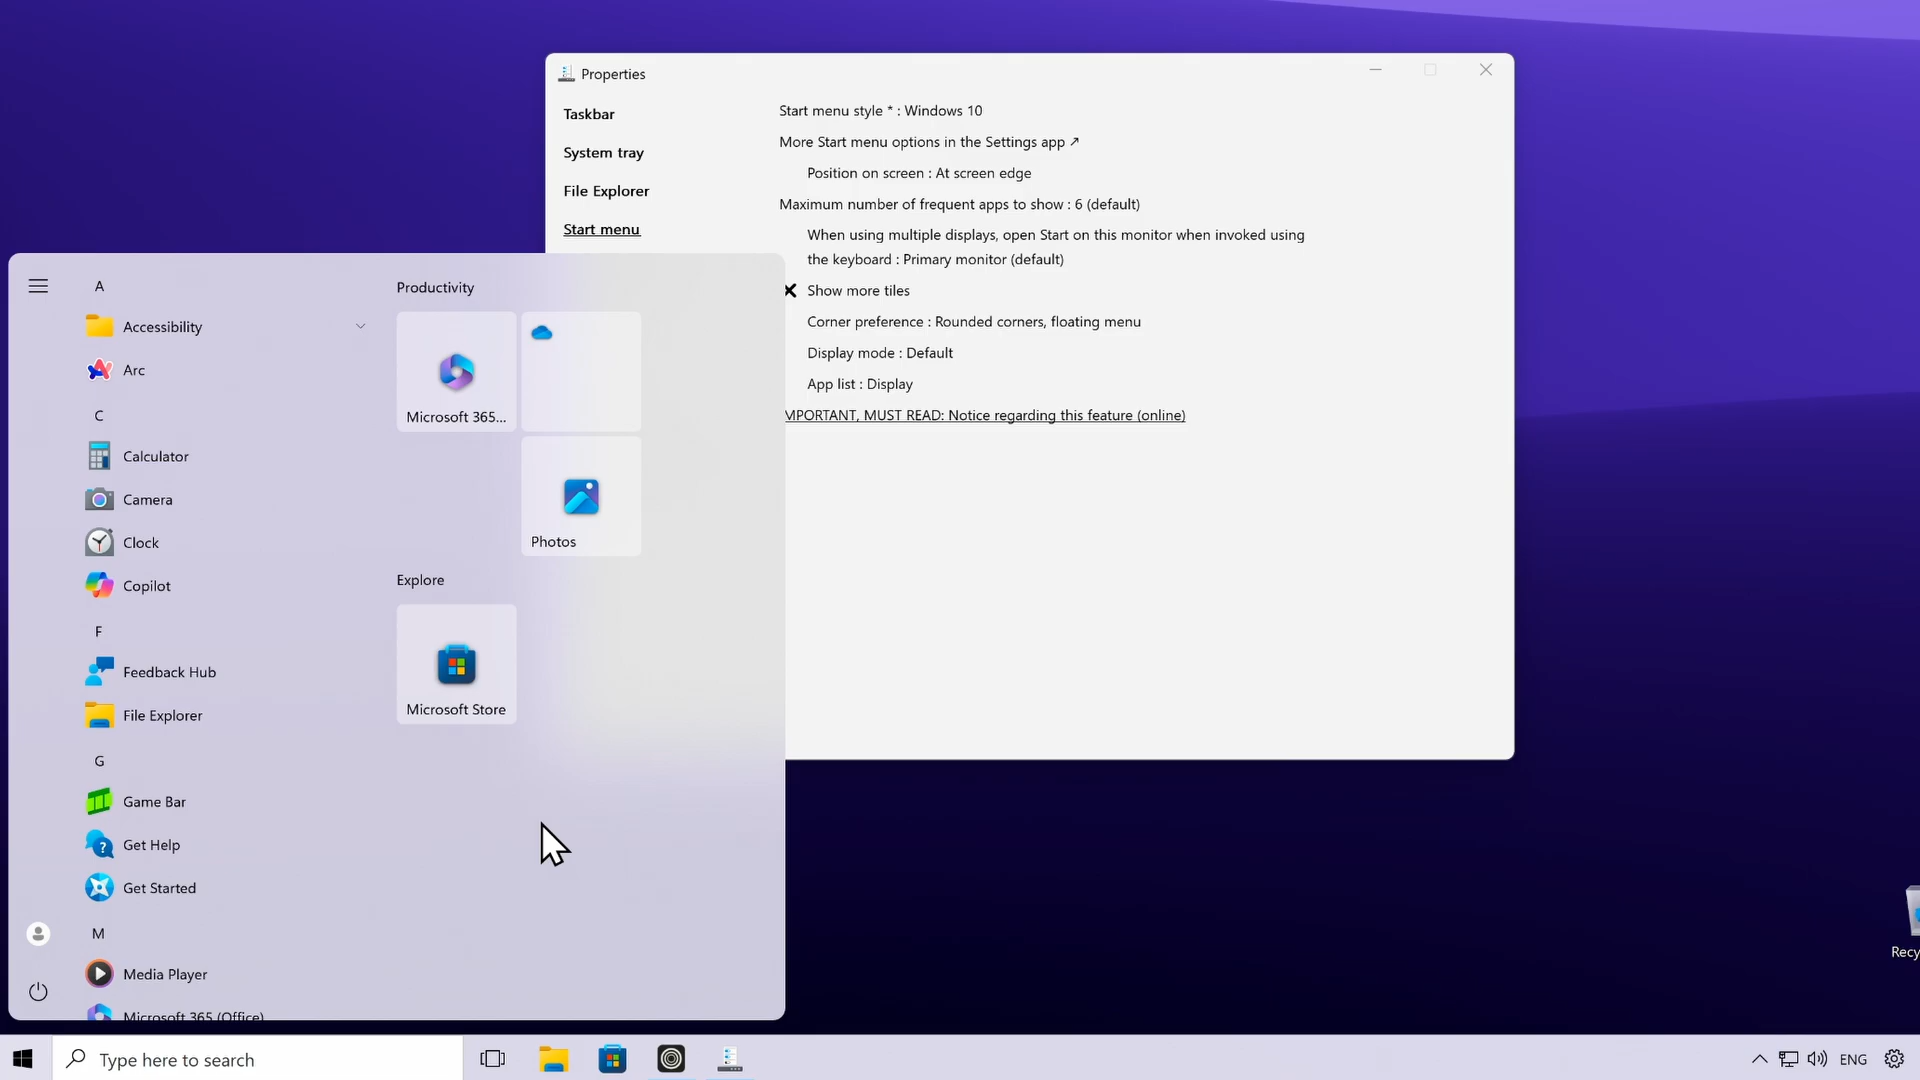 Properties
Taskbar
System tray
File Explorer
Start menu
Start menu style * : Windows 10
More Start menu options in the Settings app ↗
Position on screen : At screen edge
Maximum number of frequent apps to show : 6 (default)
When using multiple displays, open Start on this monitor when invoked using
the keyboard : Primary monitor (default)
Show more tiles
Corner preference : Rounded corners, floating menu
Display mode : Default
App list : Display
MPORTANT, MUST READ: Notice regarding this feature (online)
A
Accessibility
Arc
C
Calculator
Camera
Clock
Copilot
F
Feedback Hub
File Explorer
G
Game Bar
Get Help
Get Started
M
Media Player
Microsoft 365 (Office)
Productivity
Microsoft 365...
Photos
Explore
Microsoft Store
Recy
Type here to search
ENG